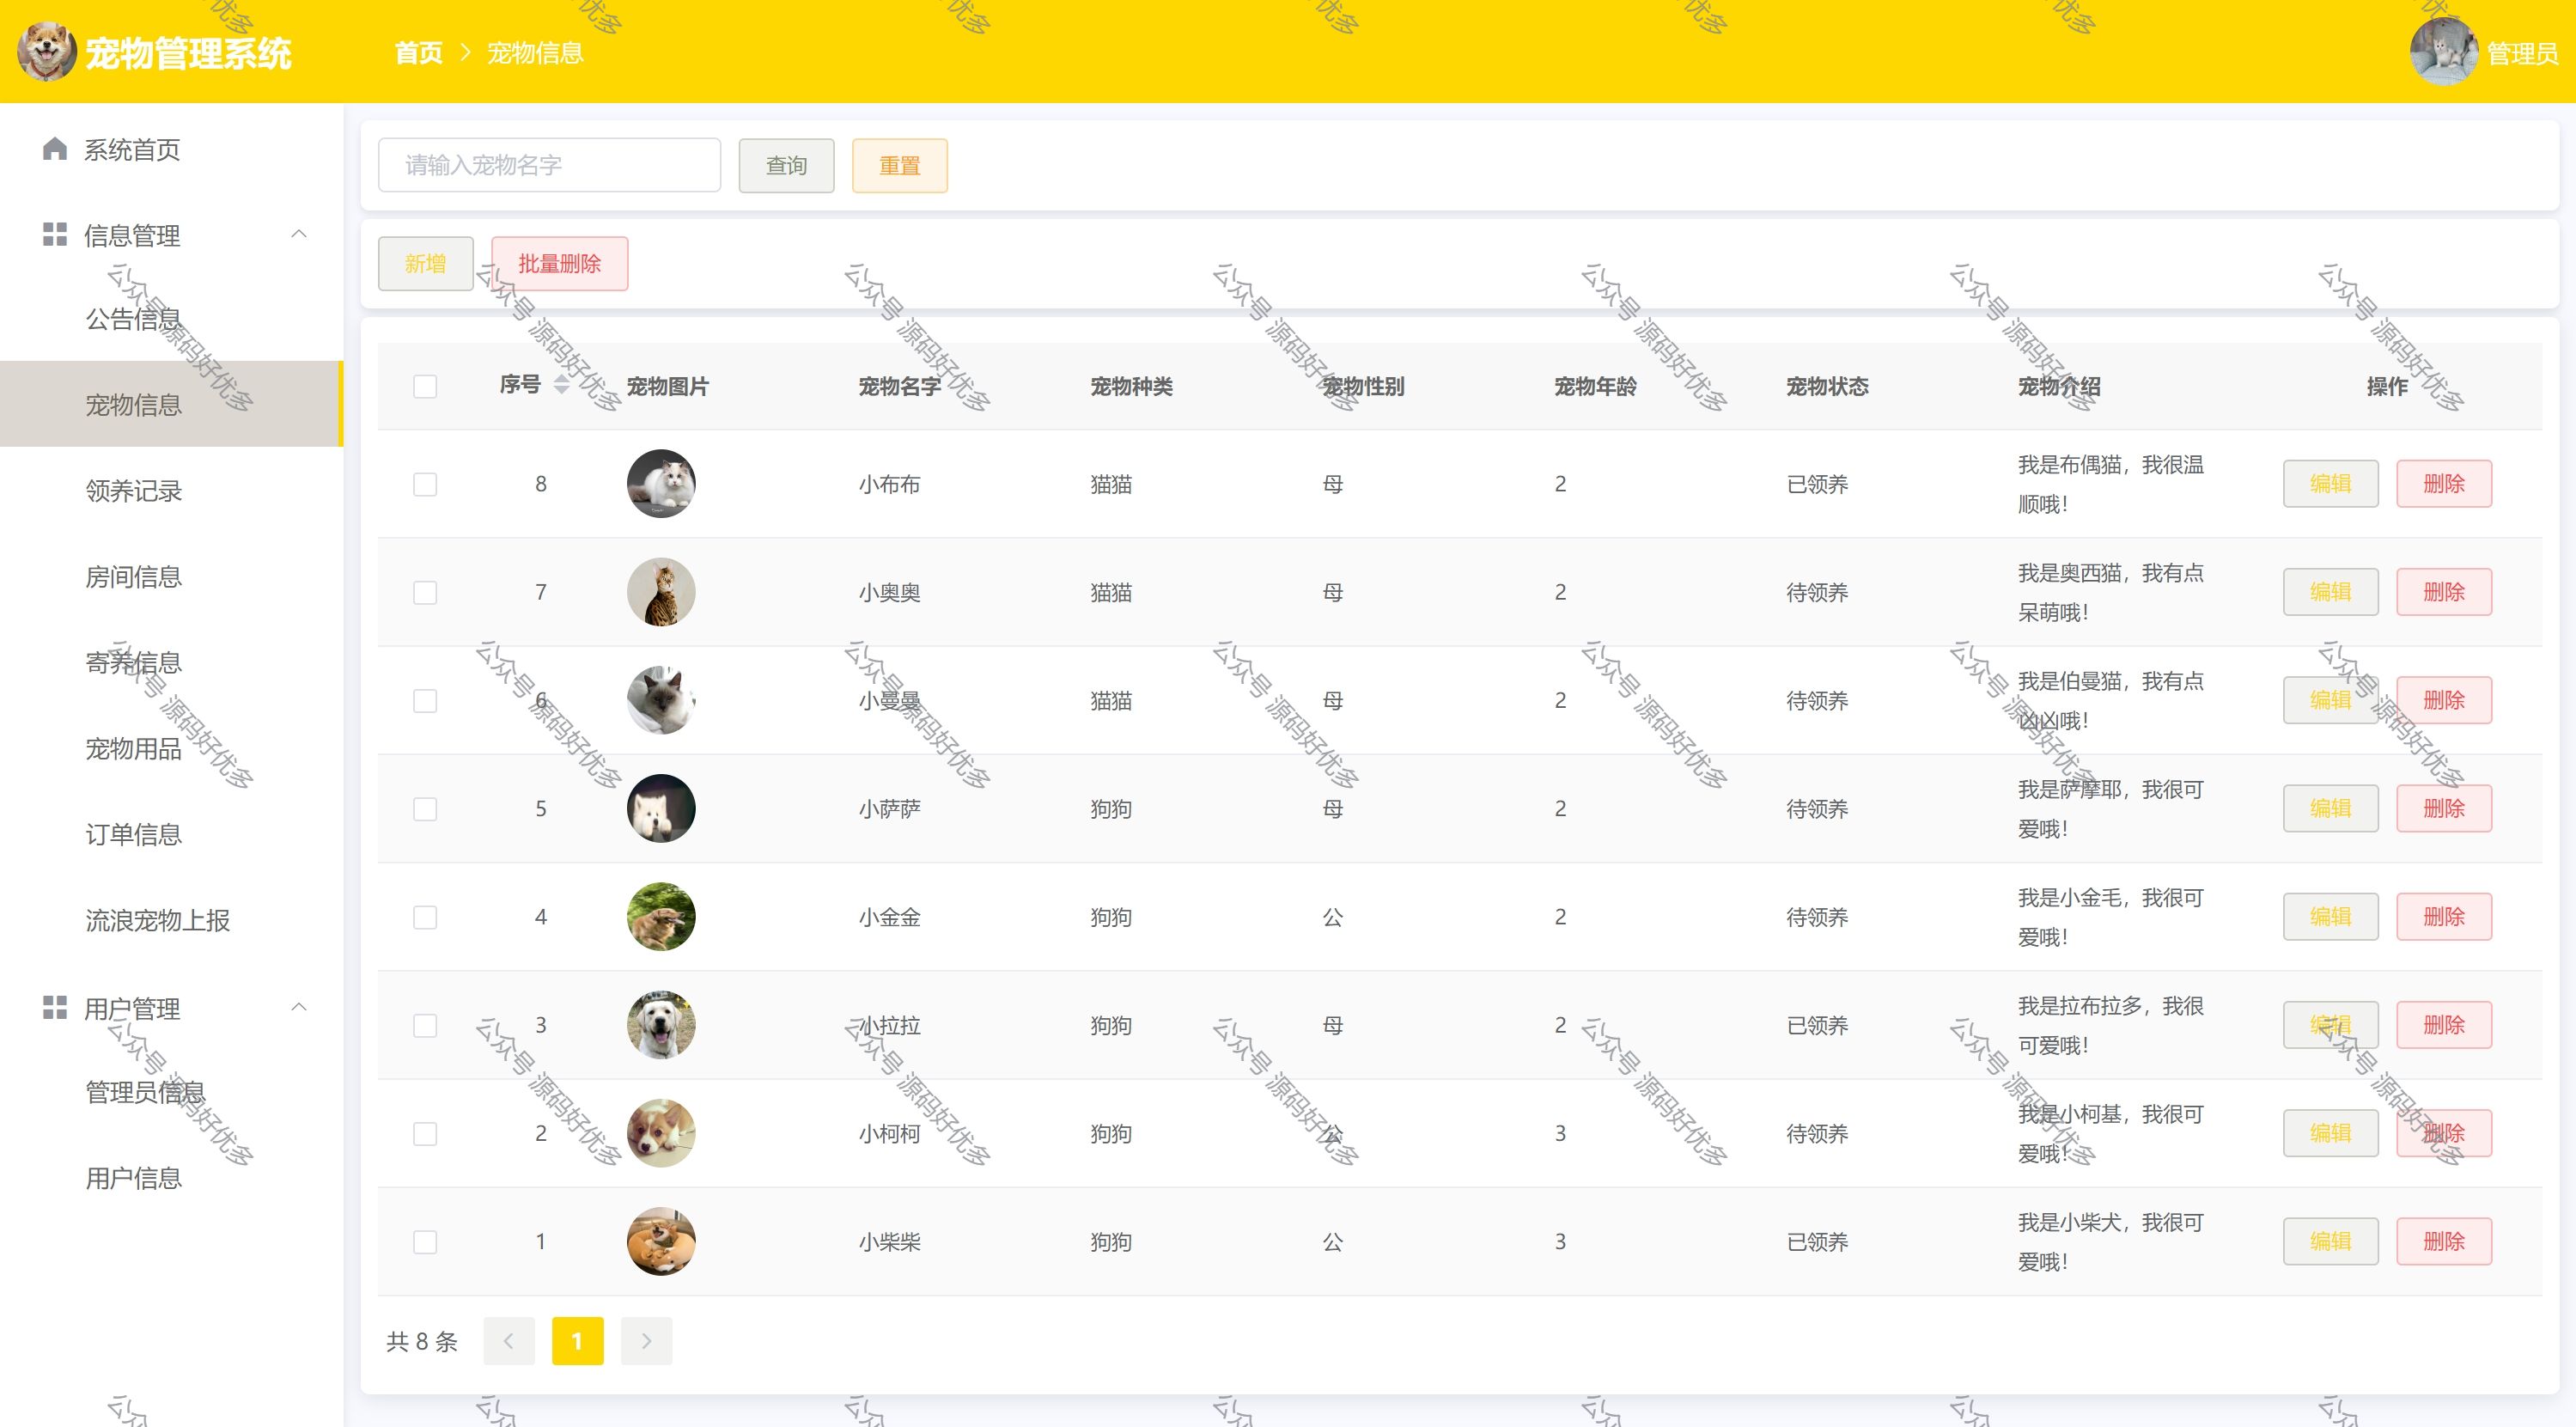 宠物管理系统
首页 > 宠物信息
管理员
系统首页
信息管理
公告信息
宠物信息
领养记录
房间信息
寄养信息
宠物用品
订单信息
流浪宠物上报
用户管理
管理员信息
用户信息
请输入宠物名字 查询 重置
新增 批量删除
序号 宠物图片 宠物名字 宠物种类 宠物性别 宠物年龄 宠物状态 宠物介绍 操作
8 小布布 猫猫 母 2 已领养 我是布偶猫，我很温顺哦！ 编辑 删除
7 小奥奥 猫猫 母 2 待领养 我是奥西猫，我有点呆萌哦！ 编辑 删除
6 小曼曼 猫猫 母 2 待领养 我是伯曼猫，我有点凶凶哦！ 编辑 删除
5 小萨萨 狗狗 母 2 待领养 我是萨摩耶，我很可爱哦！ 编辑 删除
4 小金金 狗狗 公 2 待领养 我是小金毛，我很可爱哦！ 编辑 删除
3 小拉拉 狗狗 母 2 已领养 我是拉布拉多，我很可爱哦！ 编辑 删除
2 小柯柯 狗狗 公 3 待领养 我是小柯基，我很可爱哦！ 编辑 删除
1 小柴柴 狗狗 公 3 已领养 我是小柴犬，我很可爱哦！ 编辑 删除
共 8 条 1
公众号 源码好优多